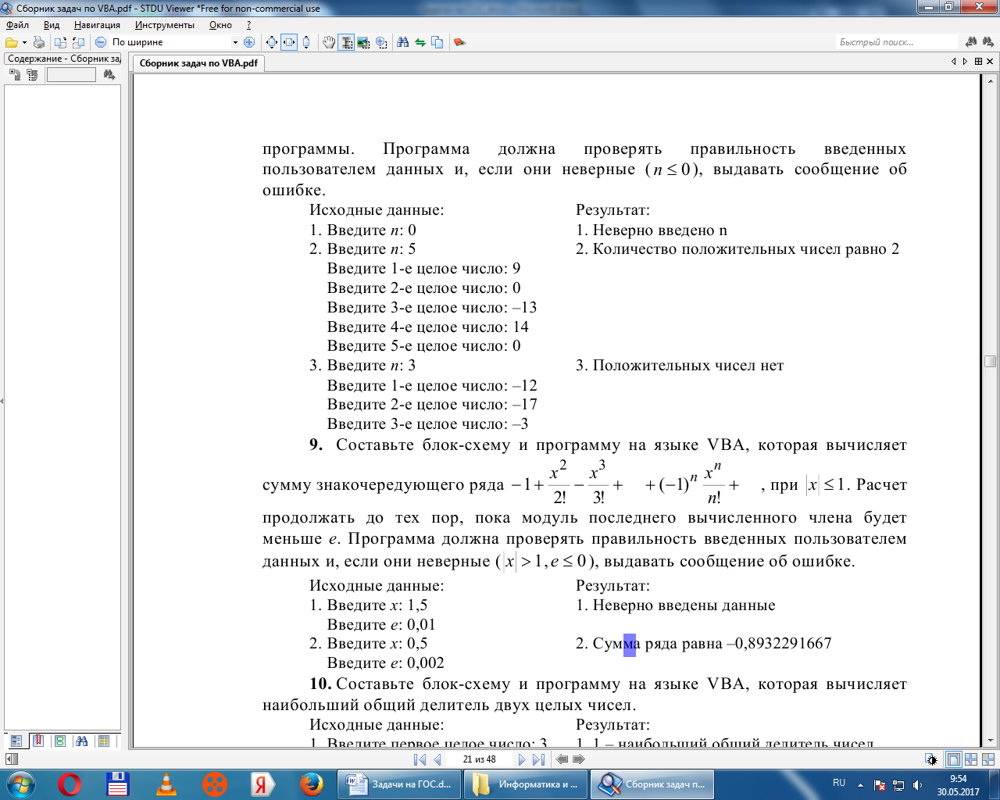 Сборник задач по VBA.pdf - STDU Viewer *Free for non-commercial use
Файл Вид Навигация Инструменты Окно ?
По ширине
Быстрый поиск...
Содержание - Сборник за
Сборник задач по VBA.pdf
программы. Программа должна проверять правильность введенных
пользователем данных и, если они неверные ( n ≤ 0 ), выдавать сообщение об
ошибке.
Исходные данные: Результат:
1. Введите n: 0 1. Неверно введено n
2. Введите n: 5 2. Количество положительных чисел равно 2
Введите 1-е целое число: 9
Введите 2-е целое число: 0
Введите 3-е целое число: –13
Введите 4-е целое число: 14
Введите 5-е целое число: 0
3. Введите n: 3 3. Положительных чисел нет
Введите 1-е целое число: –12
Введите 2-е целое число: –17
Введите 3-е целое число: –3
9. Составьте блок-схему и программу на языке VBA, которая вычисляет
сумму знакочередующего ряда −1 + x^2/2! − x^3/3! + + (−1)^n x^n/n! + , при |x| ≤ 1. Расчет
продолжать до тех пор, пока модуль последнего вычисленного члена будет
меньше e. Программа должна проверять правильность введенных пользователем
данных и, если они неверные ( |x| > 1, e ≤ 0 ), выдавать сообщение об ошибке.
Исходные данные: Результат:
1. Введите x: 1,5 1. Неверно введены данные
Введите e: 0,01
2. Введите x: 0,5 2. Сумма ряда равна –0,8932291667
Введите e: 0,002
10. Составьте блок-схему и программу на языке VBA, которая вычисляет
наибольший общий делитель двух целых чисел.
Исходные данные: Результат:
1. Введите первое целое число: 3 1. 1 – наибольший общий делитель чисел
21 из 48
Задачи на ГОС.d... Информатика и ... Сборник задач п... RU 9:54
30.05.2017